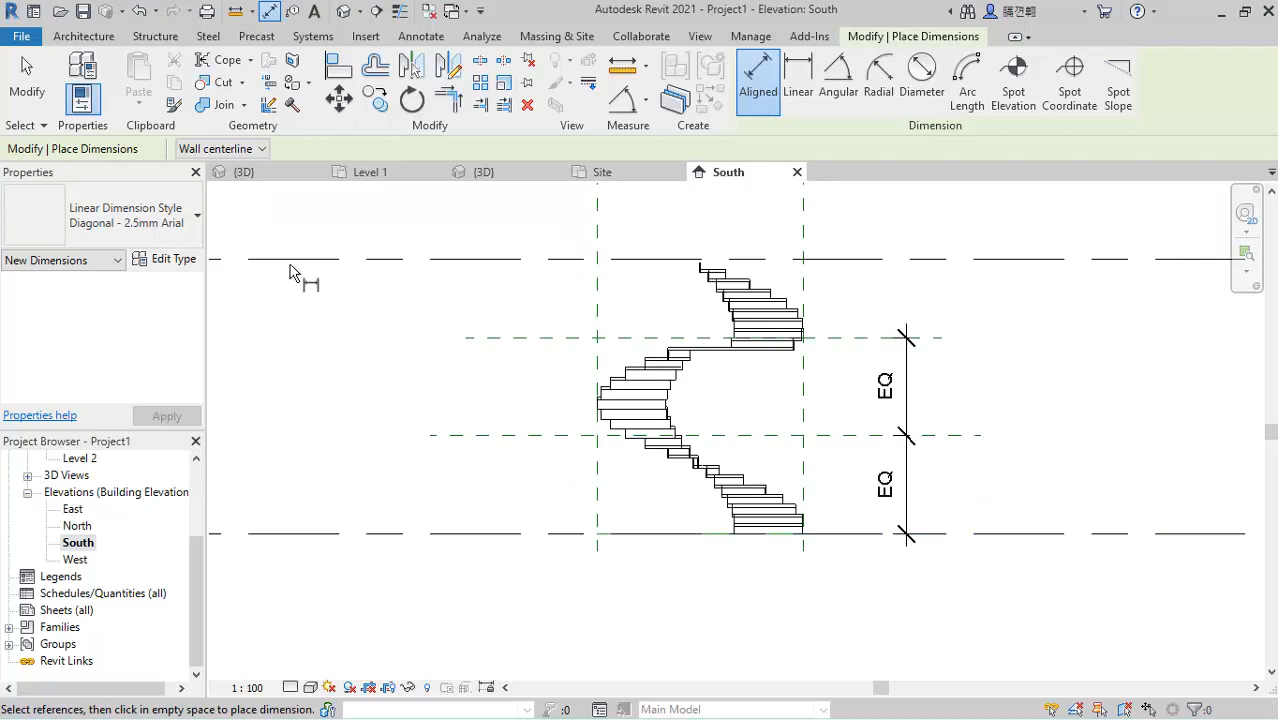 Autodesk Revit 2021 - Project1 - Elevation: South
File Architecture Structure Steel Precast Systems Insert Annotate Analyze Massing & Site Collaborate View Manage Add-Ins Modify | Place Dimensions
Modify Paste Cope Cut Join Aligned Linear Angular Radial Diameter Arc Length Spot Elevation Spot Coordinate Spot Slope
Select Properties Clipboard Geometry Modify View Measure Create Dimension
Modify | Place Dimensions Wall centerline
Properties
{3D} Level 1 {3D} Site South
Linear Dimension Style
Diagonal - 2.5mm Arial
New Dimensions Edit Type
Properties help Apply
Project Browser - Project1
Level 2
3D Views
Elevations (Building Elevation
East
North
South
West
Legends
Schedules/Quantities (all)
Sheets (all)
Families
Groups
Revit Links
EQ
EQ
1 : 100
Select references, then click in empty space to place dimension. :0 Main Model :0